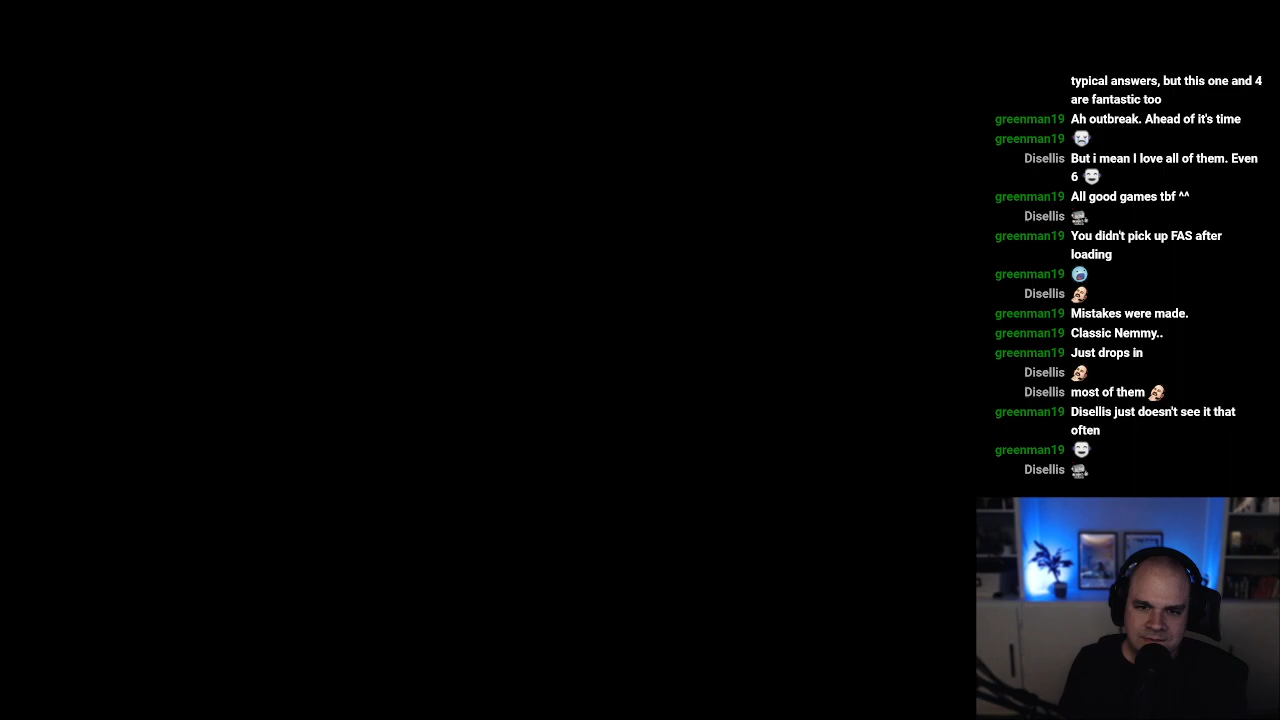 typical answers, but this one and 4
are fantastic too
greenman19 Ah outbreak. Ahead of it's time
greenman19
Disellis But i mean I love all of them. Even
6
greenman19 All good games tbf ^^
Disellis
greenman19 You didn't pick up FAS after
loading
greenman19
Disellis
greenman19 Mistakes were made.
greenman19 Classic Nemmy..
greenman19 Just drops in
Disellis
Disellis most of them
greenman19 Disellis just doesn't see it that
often
greenman19
Disellis